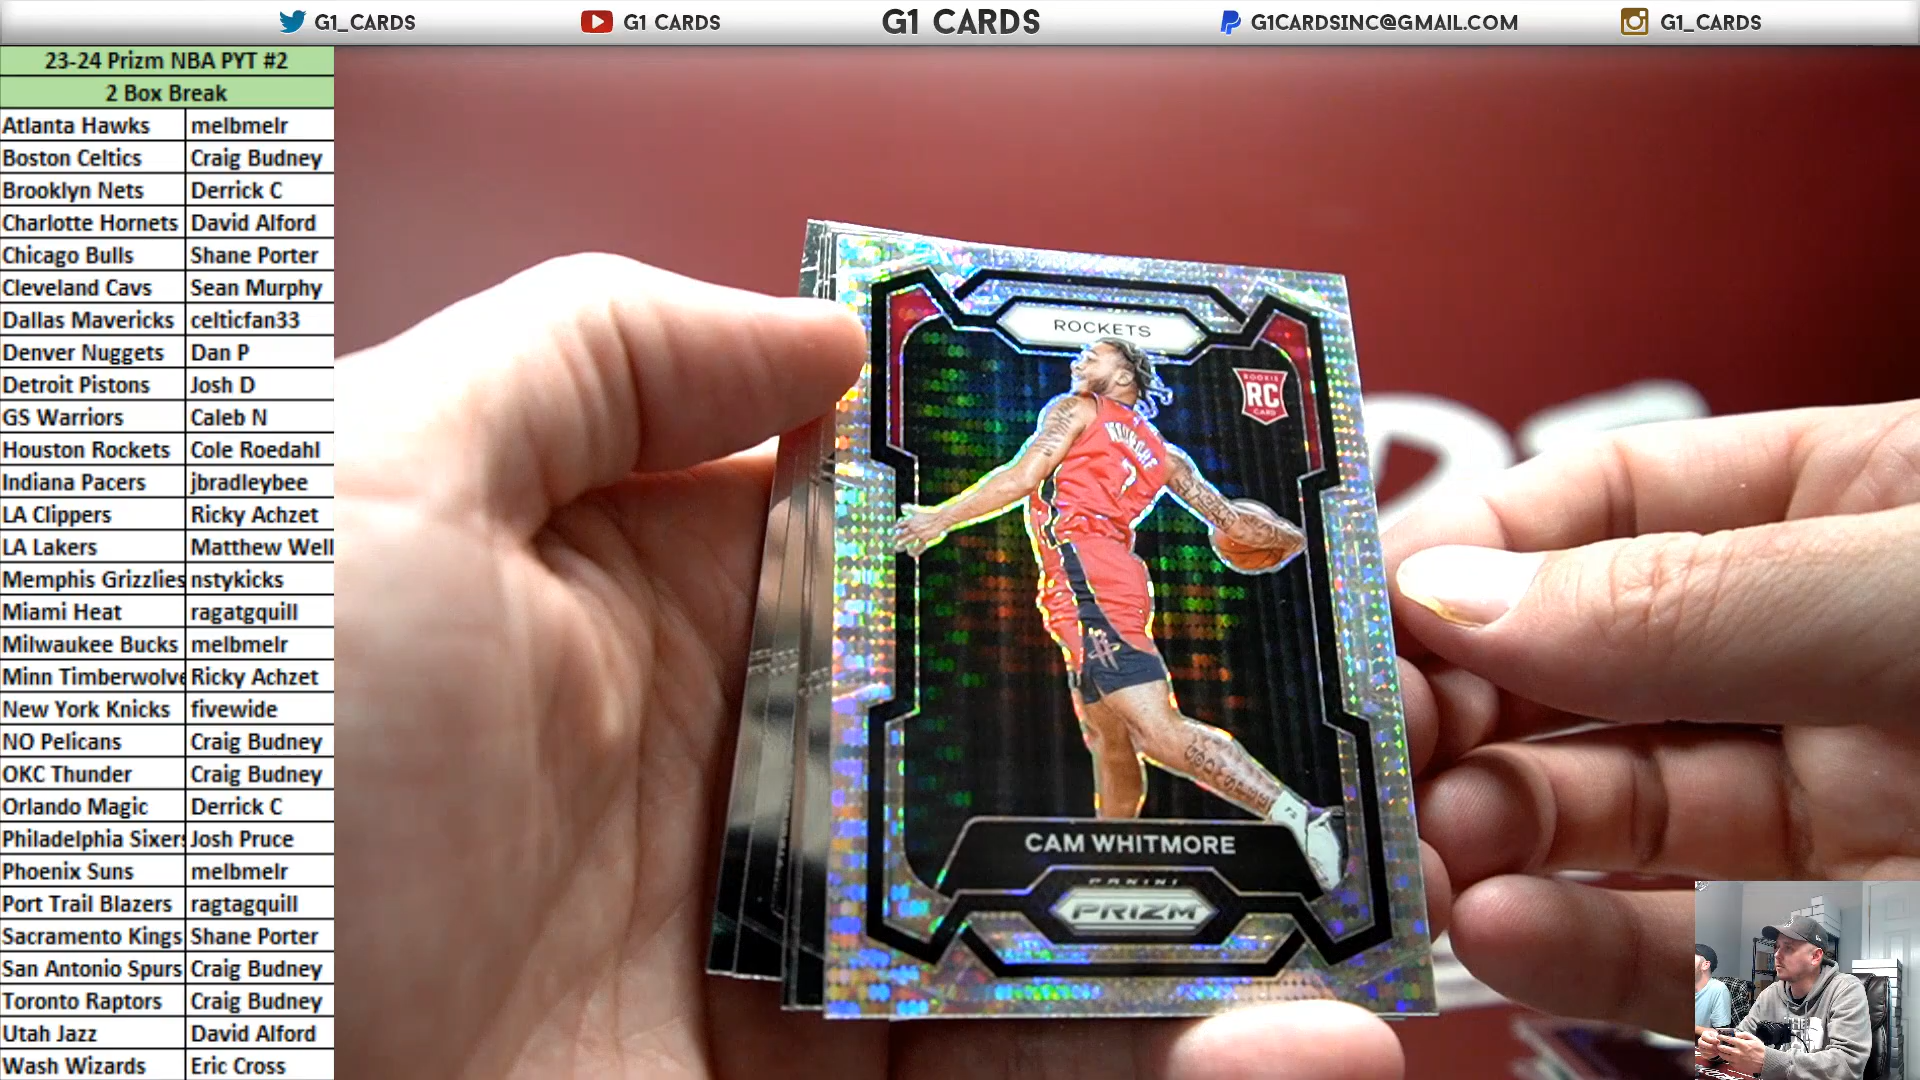 G1_CARDS G1 CARDS G1 CARDS G1CARDSINC@GMAIL.COM G1_CARDS
23-24 Prizm NBA PYT #2
2 Box Break
Atlanta Hawks melbmelr
Boston Celtics Craig Budney
Brooklyn Nets Derrick C
Charlotte Hornets David Alford
Chicago Bulls Shane Porter
Cleveland Cavs Sean Murphy
Dallas Mavericks celticfan33
Denver Nuggets Dan P
Detroit Pistons Josh D
GS Warriors Caleb N
Houston Rockets Cole Roedahl
Indiana Pacers jbradleybee
LA Clippers Ricky Achzet
LA Lakers Matthew Well
Memphis Grizzlies nstykicks
Miami Heat ragatgquill
Milwaukee Bucks melbmelr
Minn Timberwolve Ricky Achzet
New York Knicks fivewide
NO Pelicans Craig Budney
OKC Thunder Craig Budney
Orlando Magic Derrick C
Philadelphia Sixers Josh Pruce
Phoenix Suns melbmelr
Port Trail Blazers ragtagquill
Sacramento Kings Shane Porter
San Antonio Spurs Craig Budney
Toronto Raptors Craig Budney
Utah Jazz David Alford
Wash Wizards Eric Cross
ROCKETS
ROOKIE
RC
CARD
WHITMORE
7
CAM WHITMORE
PANINI
PRIZM